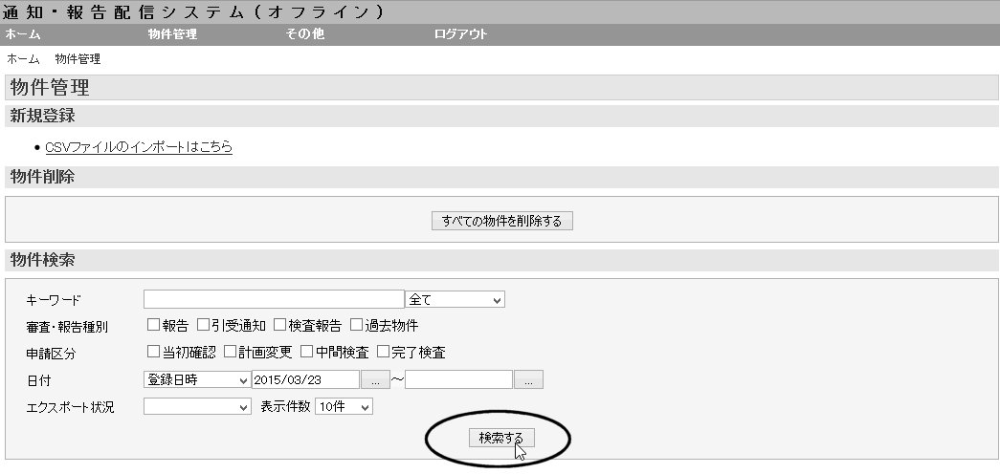 通知・報告配信システム(オフライン)
ホーム 物件管理 その他 ログアウト
ホーム 物件管理
物件管理
新規登録
• CSVファイルのインポートはこちら
物件削除
すべての物件を削除する
物件検索
キーワード 全て
審査・報告種別 報告 引受通知 検査報告 過去物件
申請区分 当初確認 計画変更 中間検査 完了検査
日付 登録日時 2015/03/23 ... ～ ...
エクスポート状況 表示件数 10件
検索する